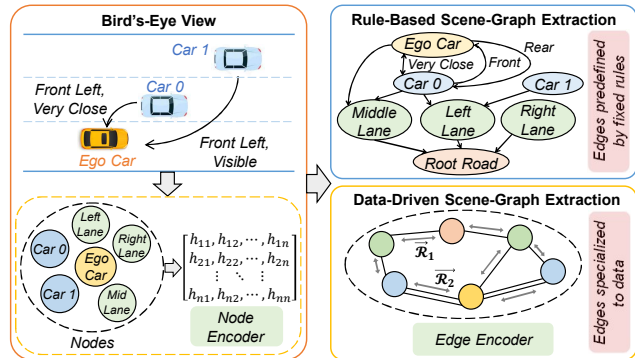 Bird's-Eye View
Car 1
Front Left,
Very Close
Car 0
Ego Car
Front Left,
Visible
Left
Lane
Car 0
Right
Lane
Ego
Car
Car 1
Mid
Lane
Nodes
h11, h12, ⋯, h1n
h21, h22, ⋯, h2n
⋮ ⋱ ⋮
hn1, hn2, ⋯, hnn
Node
Encoder
Rule-Based Scene-Graph Extraction
Ego Car
Rear
Very Close
Front
Car 0
Car 1
Middle
Lane
Left
Lane
Right
Lane
Root Road
Edges predefined
by fixed rules
Data-Driven Scene-Graph Extraction
ℛ1
ℛ2
Edge Encoder
Edges specialized
to data